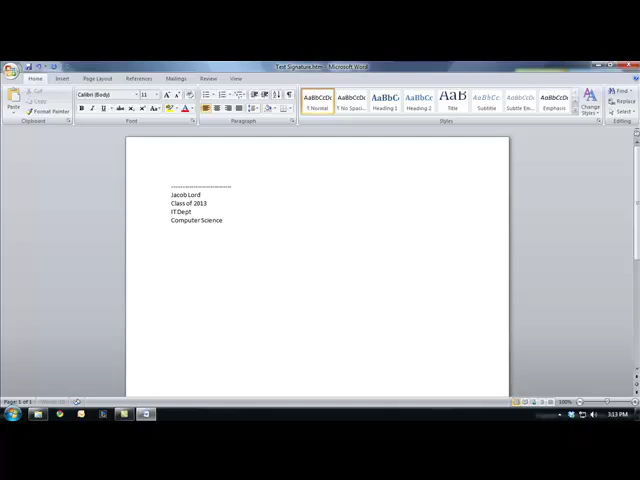 Test Signature.htm - Microsoft Word
Home Insert Page Layout References Mailings Review View
Paste
Cut
Copy
Format Painter
Clipboard
Calibri (Body) 11
Font
Paragraph
AaBbCcDc AaBbCcDc AaBbC AaBbCc AaB AaBbCcL AaBbCcDc AaBbCcDc
¶ Normal ¶ No Spaci... Heading 1 Heading 2 Title Subtitle Subtle Em... Emphasis
Change Styles
Styles
Find
Replace
Select
Editing
------------------------------
Jacob Lord
Class of 2013
IT Dept
Computer Science
Page: 1 of 1
100%
3:13 PM